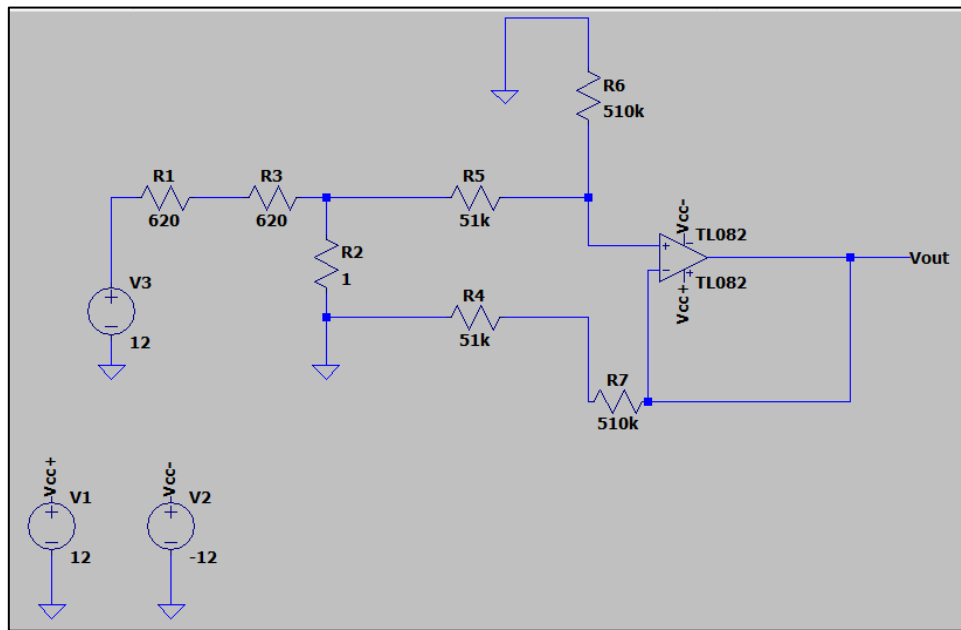 R6
510k
R1
620
R3
620
R5
51k
Vcc-
TL082
TL082
Vcc+
Vout
R2
1
V3
12
R4
51k
R7
510k
Vcc+
V1
12
Vcc-
V2
-12